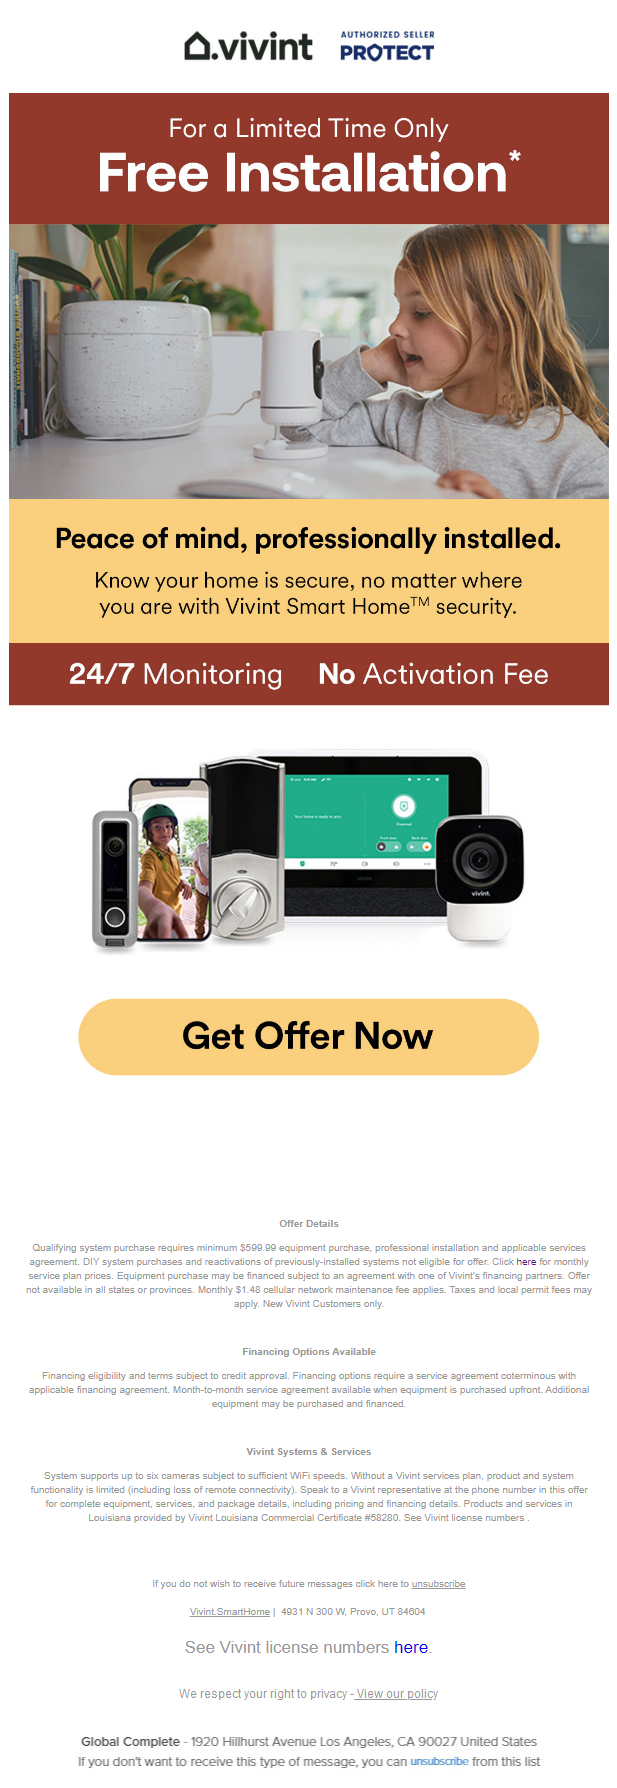 vivint
AUTHORIZED SELLER
PROTECT
For a Limited Time Only
Free Installation*
Peace of mind, professionally installed.
Know your home is secure, no matter where
you are with Vivint Smart Home™ security.
24/7 Monitoring No Activation Fee
vivint.
Get Offer Now
Offer Details
Qualifying system purchase requires minimum $599.99 equipment purchase, professional installation and applicable services
agreement. DIY system purchases and reactivations of previously-installed systems not eligible for offer. Click here for monthly
service plan prices. Equipment purchase may be financed subject to an agreement with one of Vivint's financing partners. Offer
not available in all states or provinces. Monthly $1.48 cellular network maintenance fee applies. Taxes and local permit fees may
apply. New Vivint Customers only.
Financing Options Available
Financing eligibility and terms subject to credit approval. Financing options require a service agreement coterminous with
applicable financing agreement. Month-to-month service agreement available when equipment is purchased upfront. Additional
equipment may be purchased and financed.
Vivint Systems & Services
System supports up to six cameras subject to sufficient WiFi speeds. Without a Vivint services plan, product and system
functionality is limited (including loss of remote connectivity). Speak to a Vivint representative at the phone number in this offer
for complete equipment, services, and package details, including pricing and financing details. Products and services in
Louisiana provided by Vivint Louisiana Commercial Certificate #58280. See Vivint license numbers .
If you do not wish to receive future messages click here to unsubscribe
Vivint.SmartHome | 4931 N 300 W, Provo, UT 84604
See Vivint license numbers here.
We respect your right to privacy - View our policy
Global Complete - 1920 Hillhurst Avenue Los Angeles, CA 90027 United States
If you don't want to receive this type of message, you can unsubscribe from this list